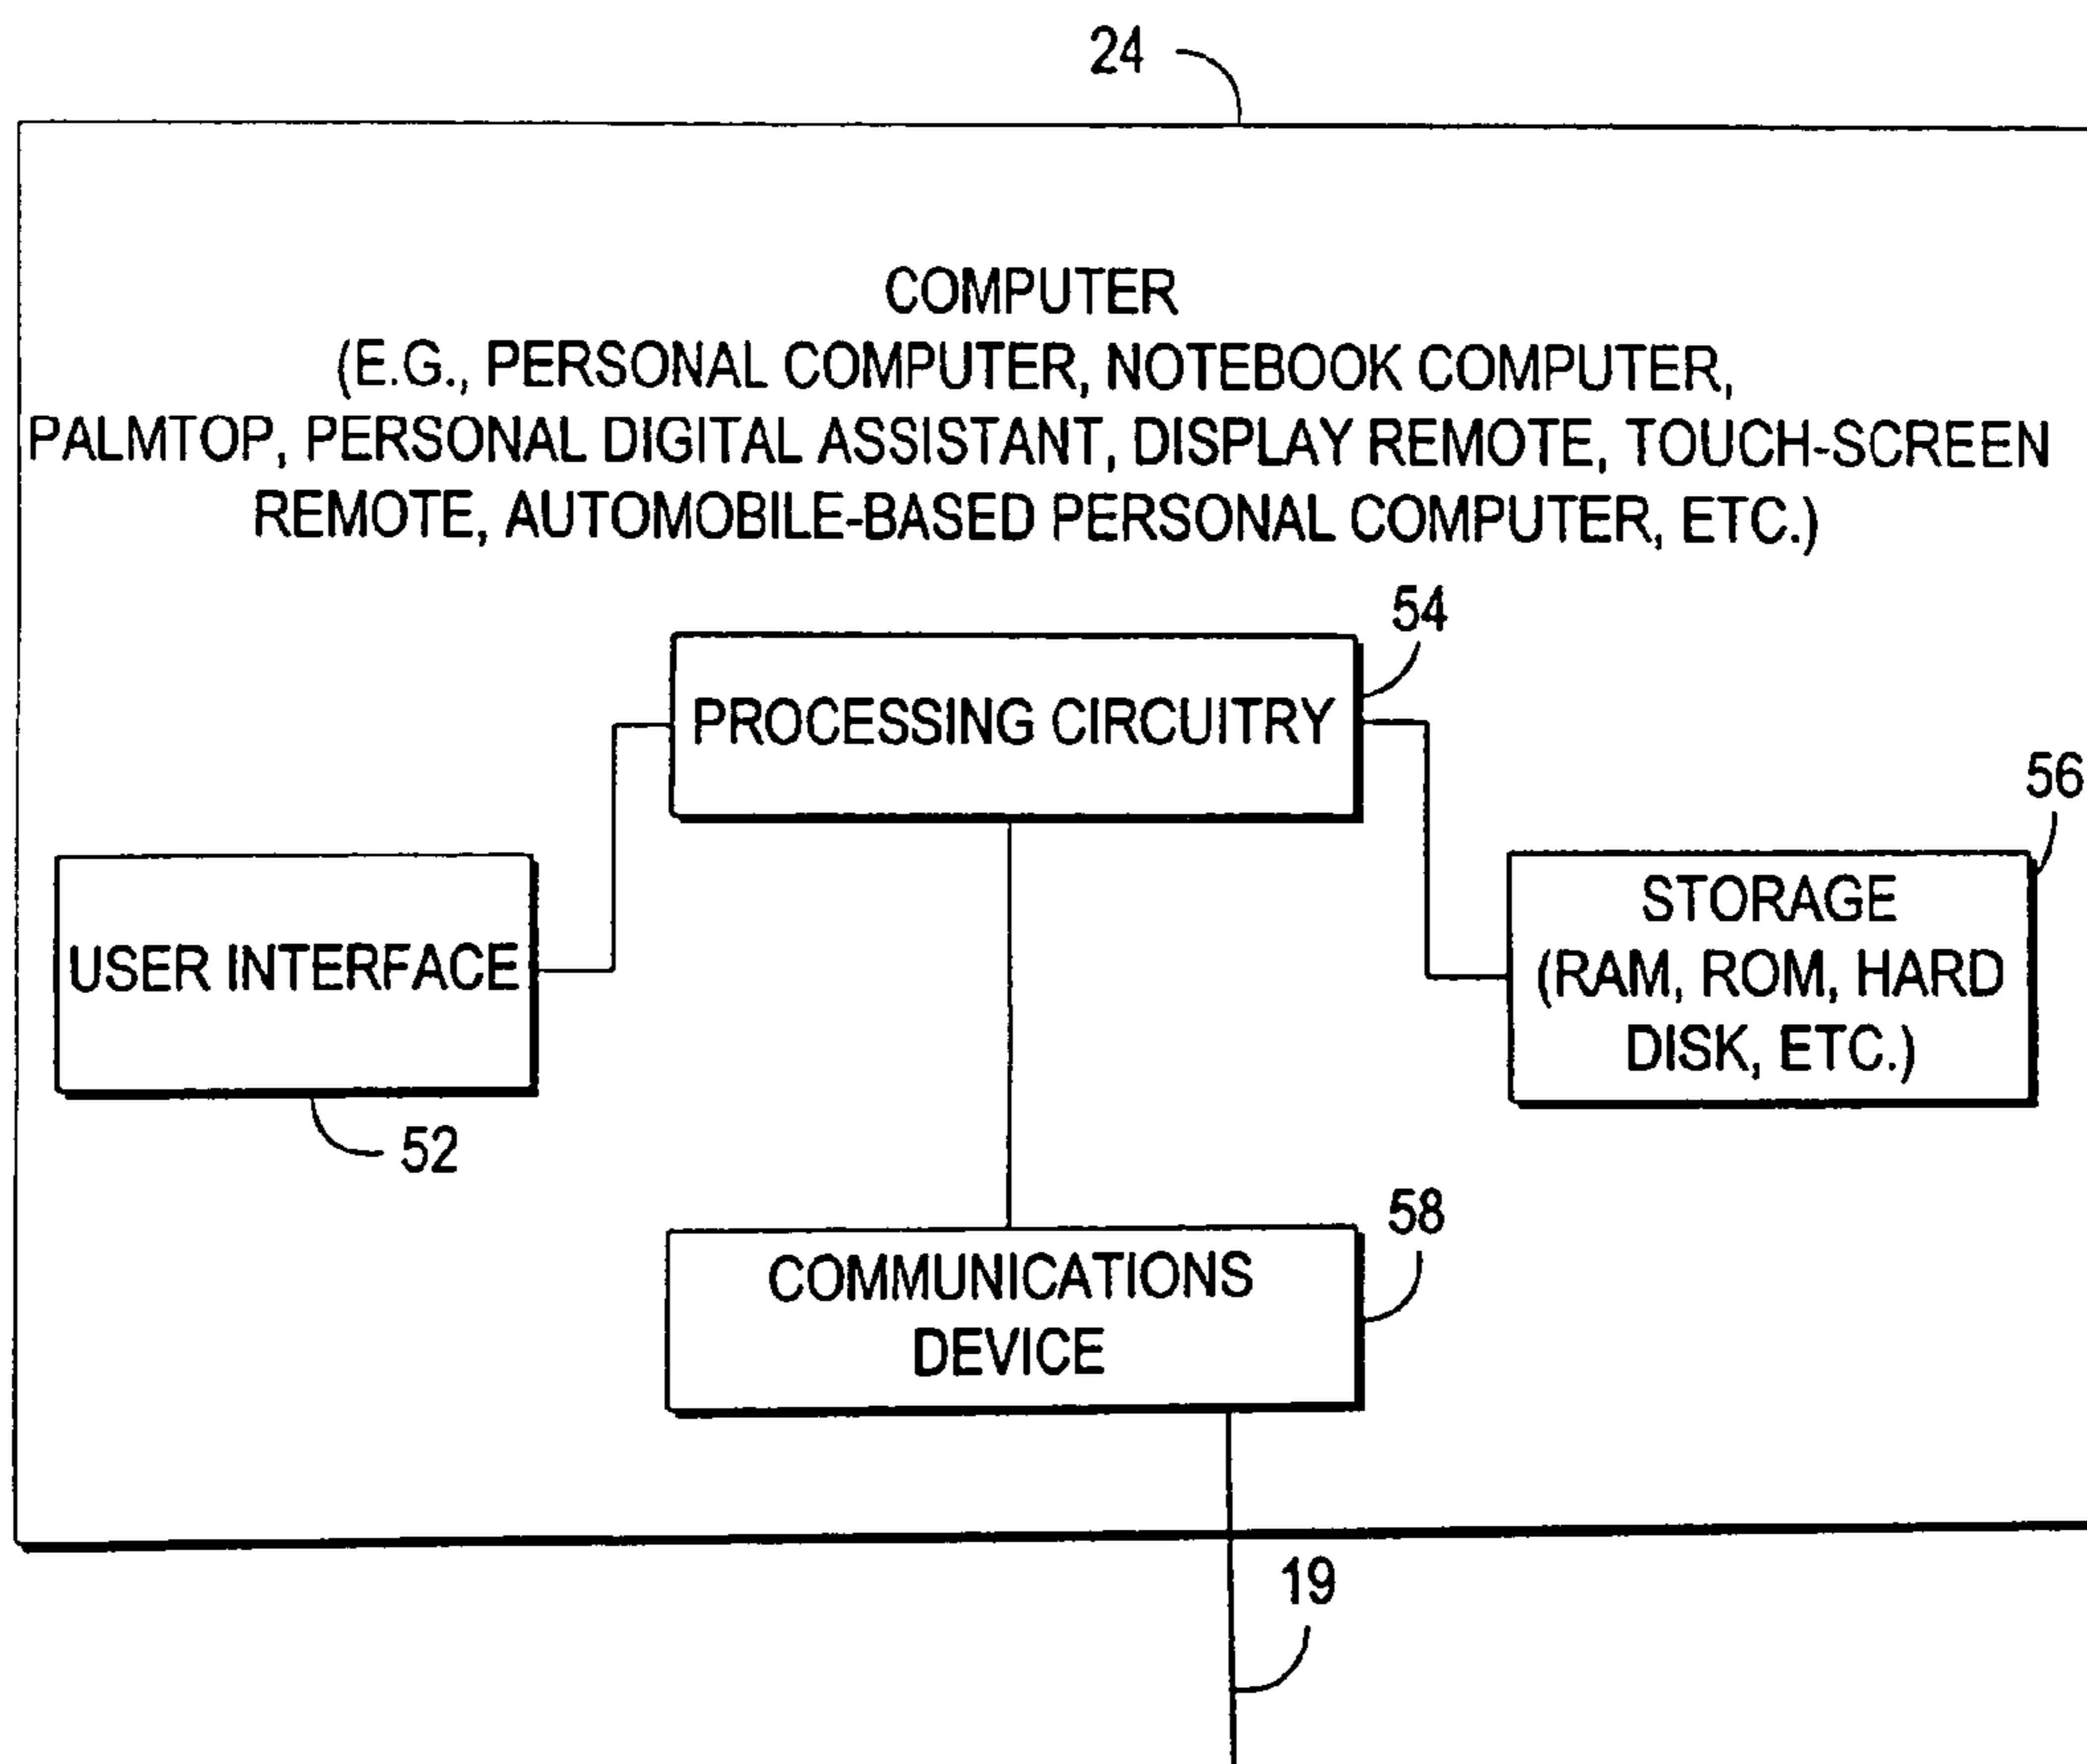 24
COMPUTER
(E.G., PERSONAL COMPUTER, NOTEBOOK COMPUTER,
PALMTOP, PERSONAL DIGITAL ASSISTANT, DISPLAY REMOTE, TOUCH-SCREEN
REMOTE, AUTOMOBILE-BASED PERSONAL COMPUTER, ETC.)
54
PROCESSING CIRCUITRY
56
USER INTERFACE
STORAGE
(RAM, ROM, HARD
DISK, ETC.)
52
58
COMMUNICATIONS
DEVICE
19